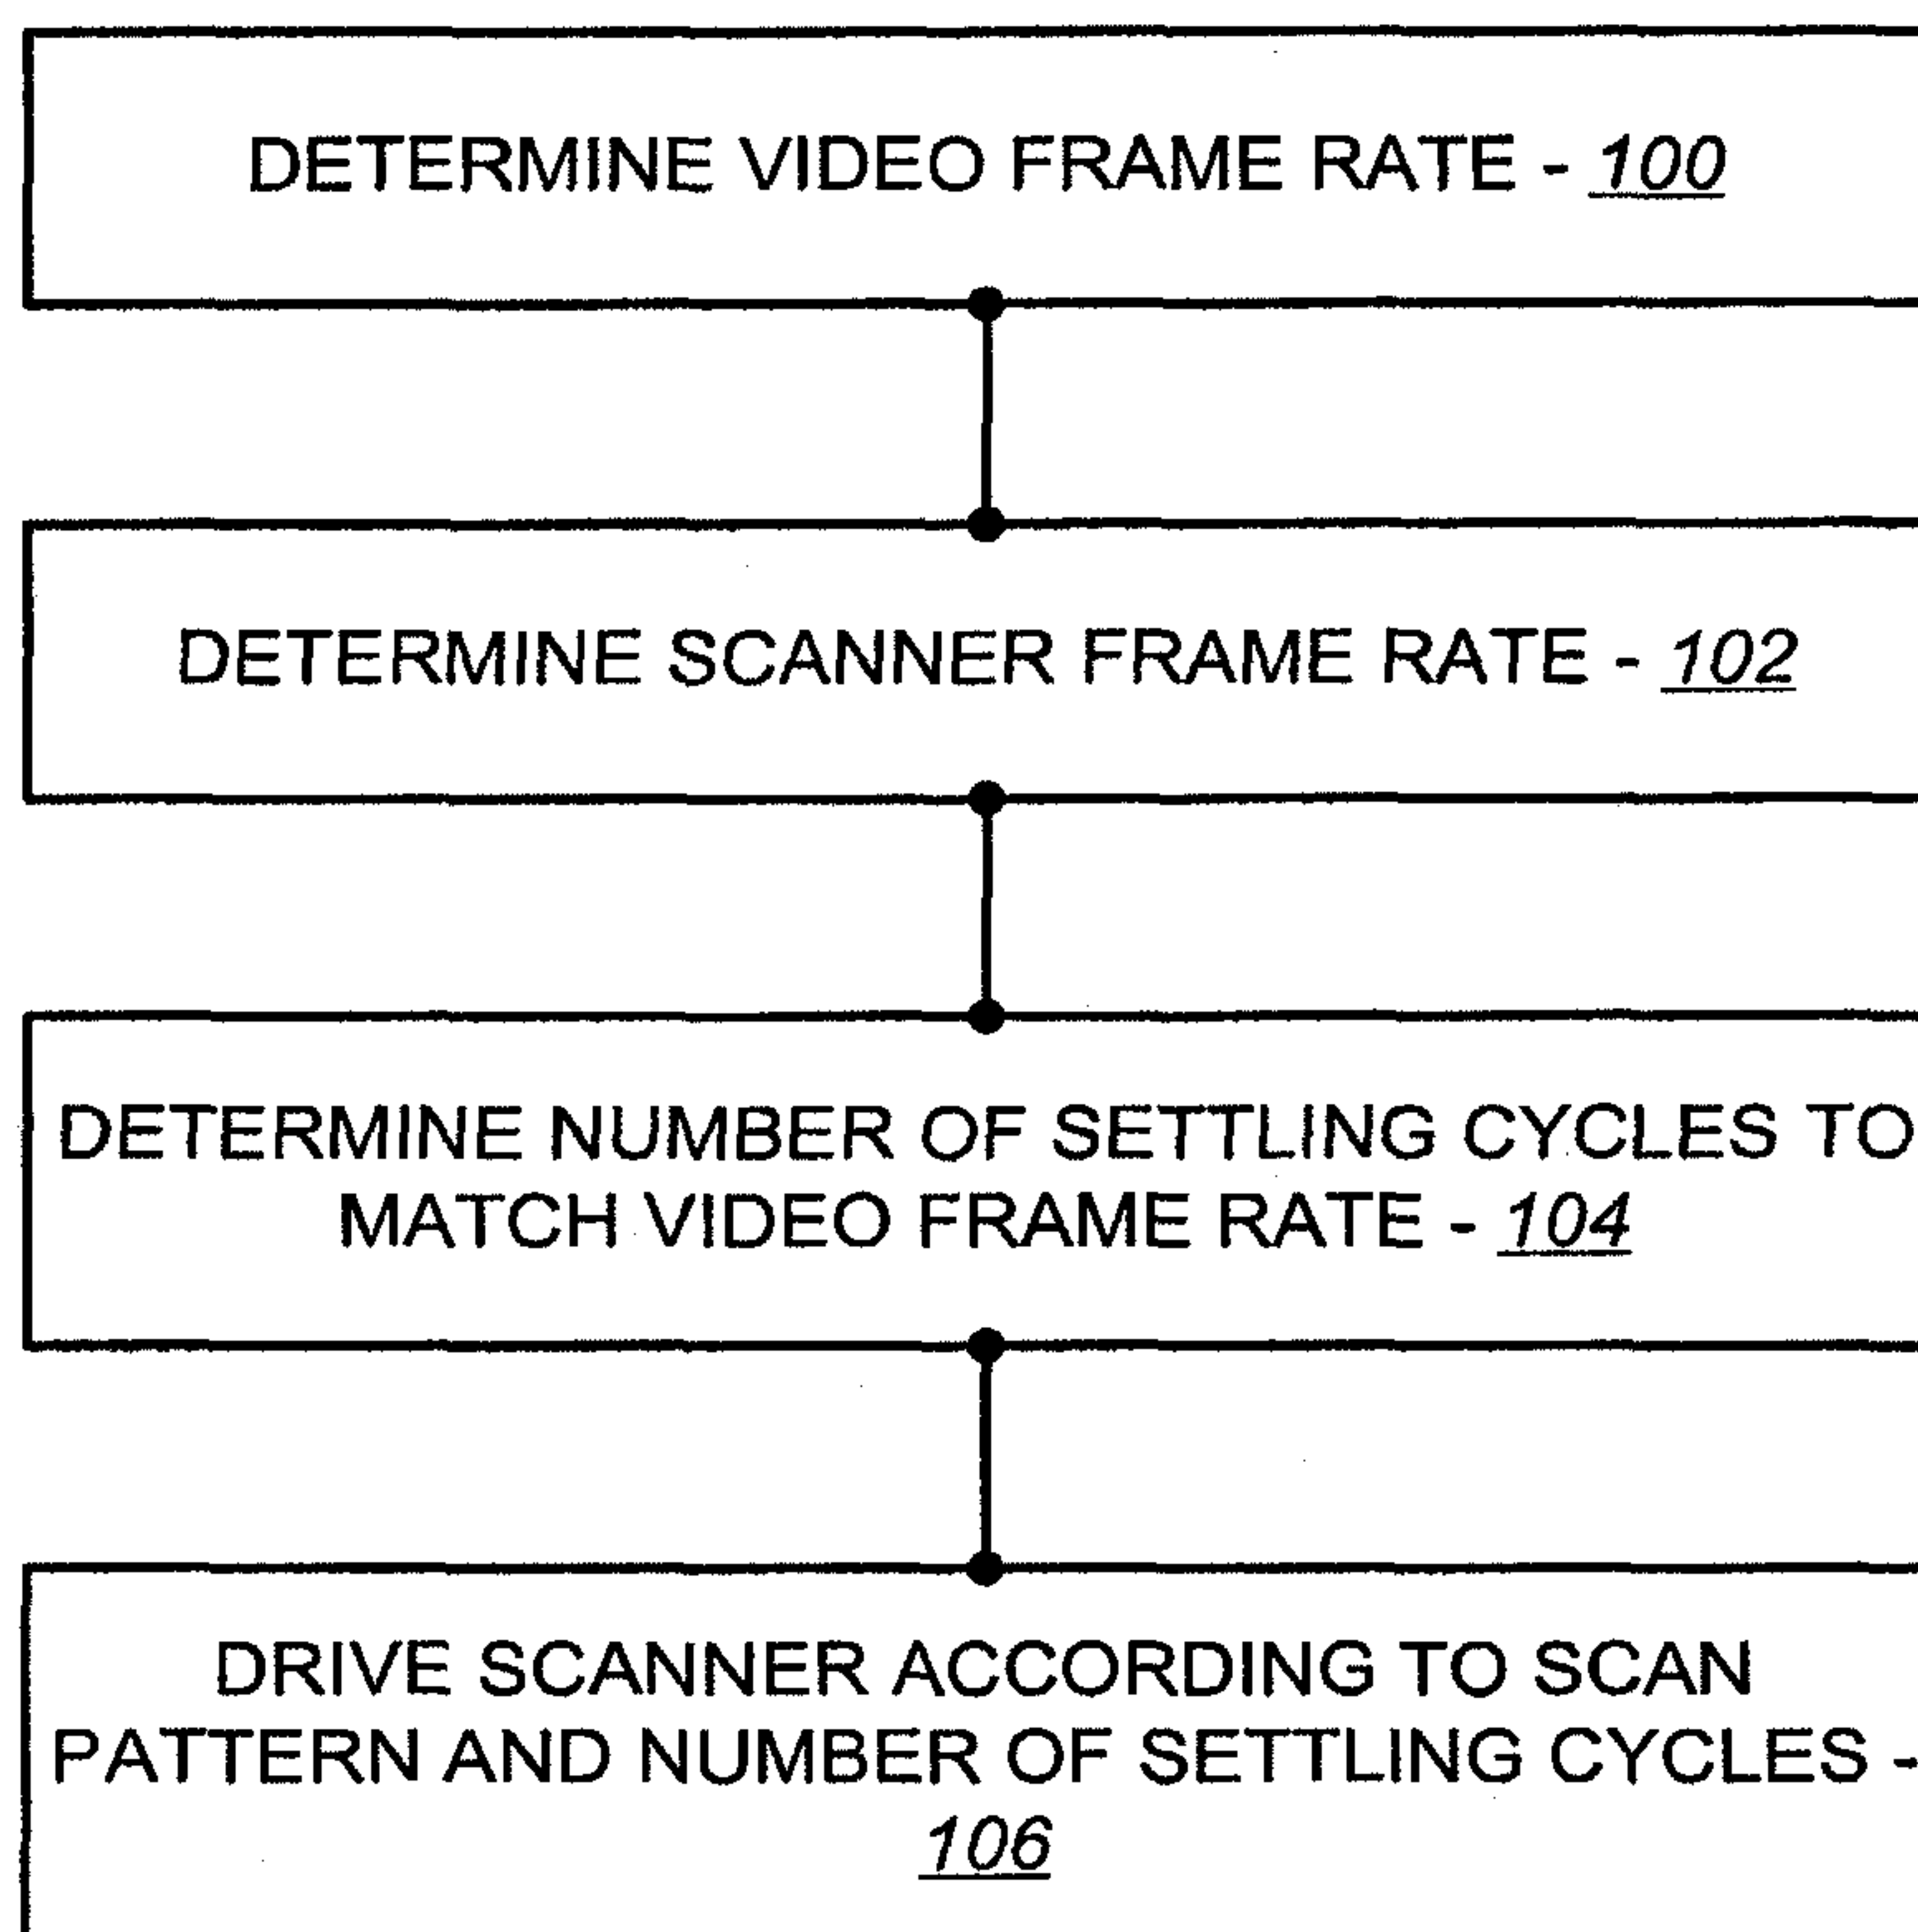 DETERMINE VIDEO FRAME RATE - 100
DETERMINE SCANNER FRAME RATE - 102
DETERMINE NUMBER OF SETTLING CYCLES TO
MATCH VIDEO FRAME RATE - 104
DRIVE SCANNER ACCORDING TO SCAN
PATTERN AND NUMBER OF SETTLING CYCLES -
106